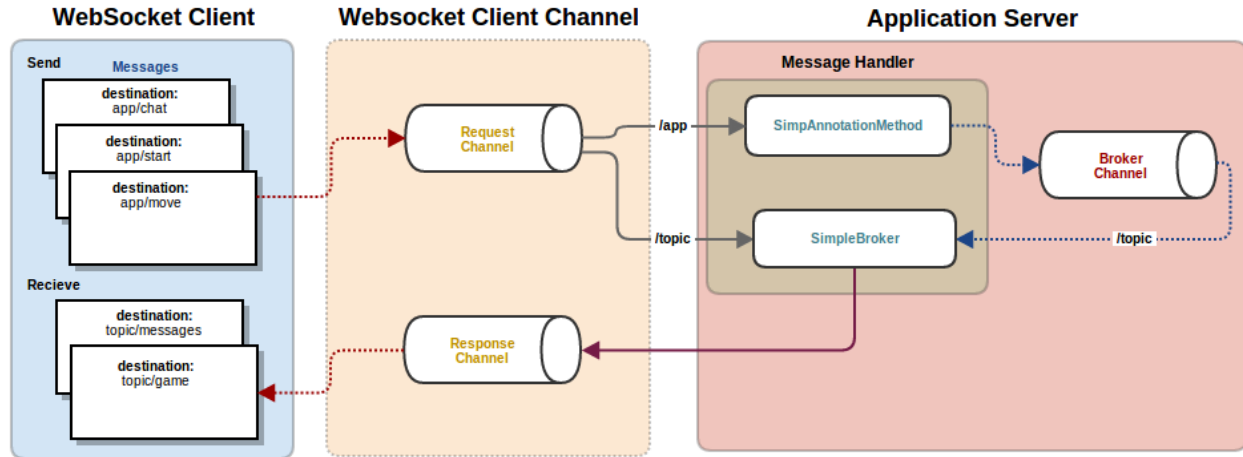 WebSocket Client
Websocket Client Channel
Application Server
Send
Messages
destination:
app/chat
destination:
app/start
destination:
app/move
Recieve
destination:
topic/messages
destination:
topic/game
Request
Channel
Response
Channel
/app
/topic
Message Handler
SimpAnnotationMethod
SimpleBroker
Broker
Channel
/topic